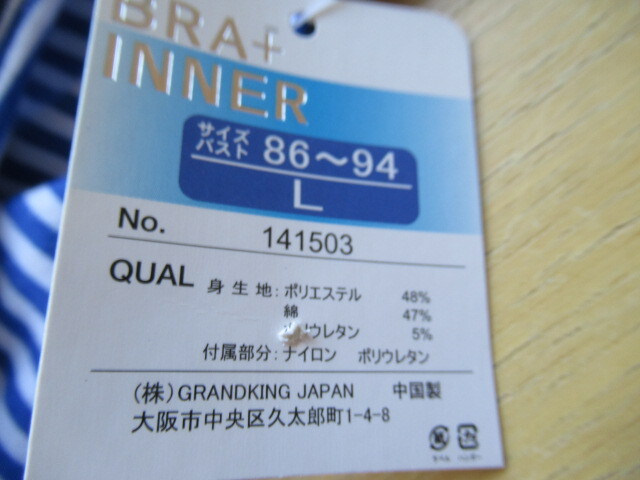 BRA+
INNER
サイズ
バスト 86～94
L
No. 141503
QUAL 身生地：ポリエステル 48%
綿 47%
ポリウレタン 5%
付属部分：ナイロン ポリウレタン
(株)GRANDKING JAPAN 中国製
大阪市中央区久太郎町1-4-8